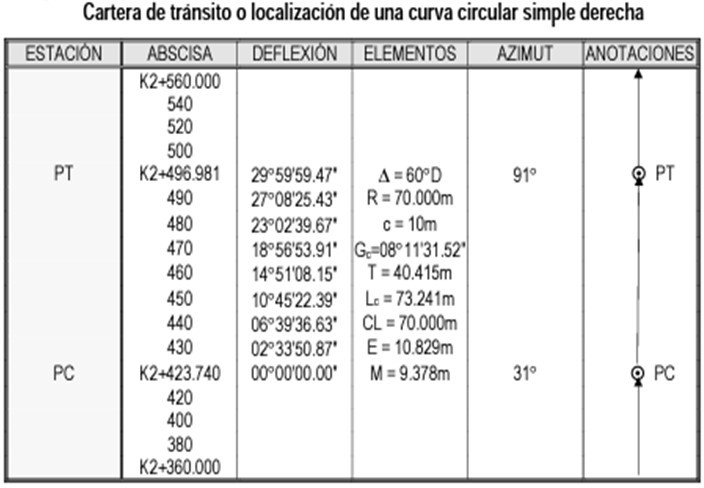 Cartera de tránsito o localización de una curva circular simple derecha
ESTACIÓN ABSCISA DEFLEXIÓN ELEMENTOS AZIMUT ANOTACIONES
K2+560.000
540
520
500
PT K2+496.981 29°59'59.47" Δ = 60°D 91° PT
490 27°08'25.43" R = 70.000m
480 23°02'39.67" c = 10m
470 18°56'53.91" Gc=08°11'31.52"
460 14°51'08.15" T = 40.415m
450 10°45'22.39" Lc = 73.241m
440 06°39'36.63" CL = 70.000m
430 02°33'50.87" E = 10.829m
PC K2+423.740 00°00'00.00" M = 9.378m 31° PC
420
400
380
K2+360.000